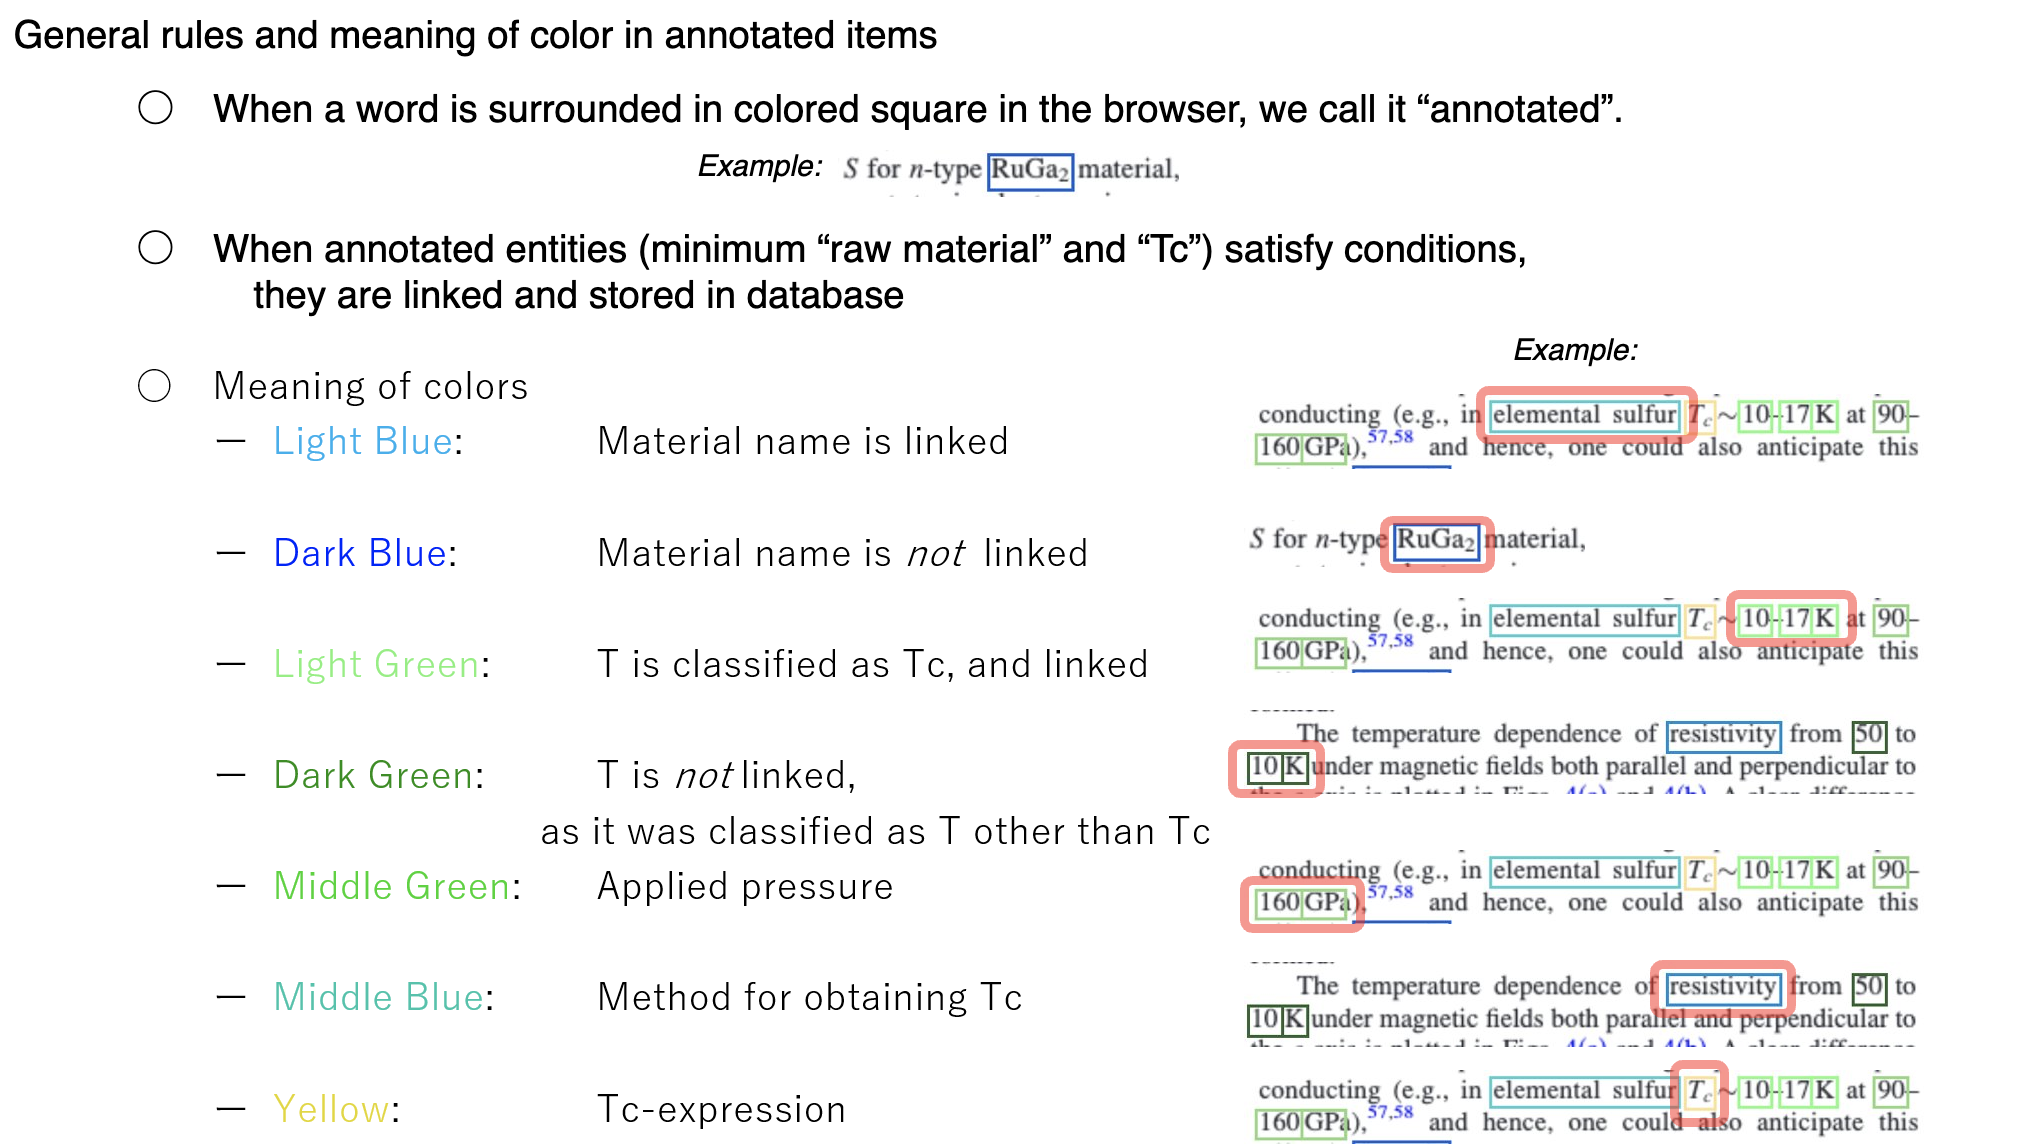 General rules and meaning of color in annotated items
○ When a word is surrounded in colored square in the browser, we call it “annotated”.
Example: S for n-type RuGa₂ material,
○ When annotated entities (minimum “raw material” and “Tc”) satisfy conditions,
they are linked and stored in database
Example:
○ Meaning of colors
— Light Blue: Material name is linked
conducting (e.g., in elemental sulfur Tc ~ 10–17 K at 90–
160 GPa),57,58 and hence, one could also anticipate this
— Dark Blue: Material name is not linked
S for n-type RuGa₂ material,
— Light Green: T is classified as Tc, and linked
conducting (e.g., in elemental sulfur Tc ~ 10–17 K at 90–
160 GPa),57,58 and hence, one could also anticipate this
— Dark Green: T is not linked,
as it was classified as T other than Tc
The temperature dependence of resistivity from 50 to
10 K under magnetic fields both parallel and perpendicular to
— Middle Green: Applied pressure
conducting (e.g., in elemental sulfur Tc ~ 10–17 K at 90–
160 GPa),57,58 and hence, one could also anticipate this
— Middle Blue: Method for obtaining Tc
The temperature dependence of resistivity from 50 to
10 K under magnetic fields both parallel and perpendicular to
— Yellow: Tc-expression
conducting (e.g., in elemental sulfur Tc ~ 10–17 K at 90–
160 GPa),57,58 and hence, one could also anticipate this